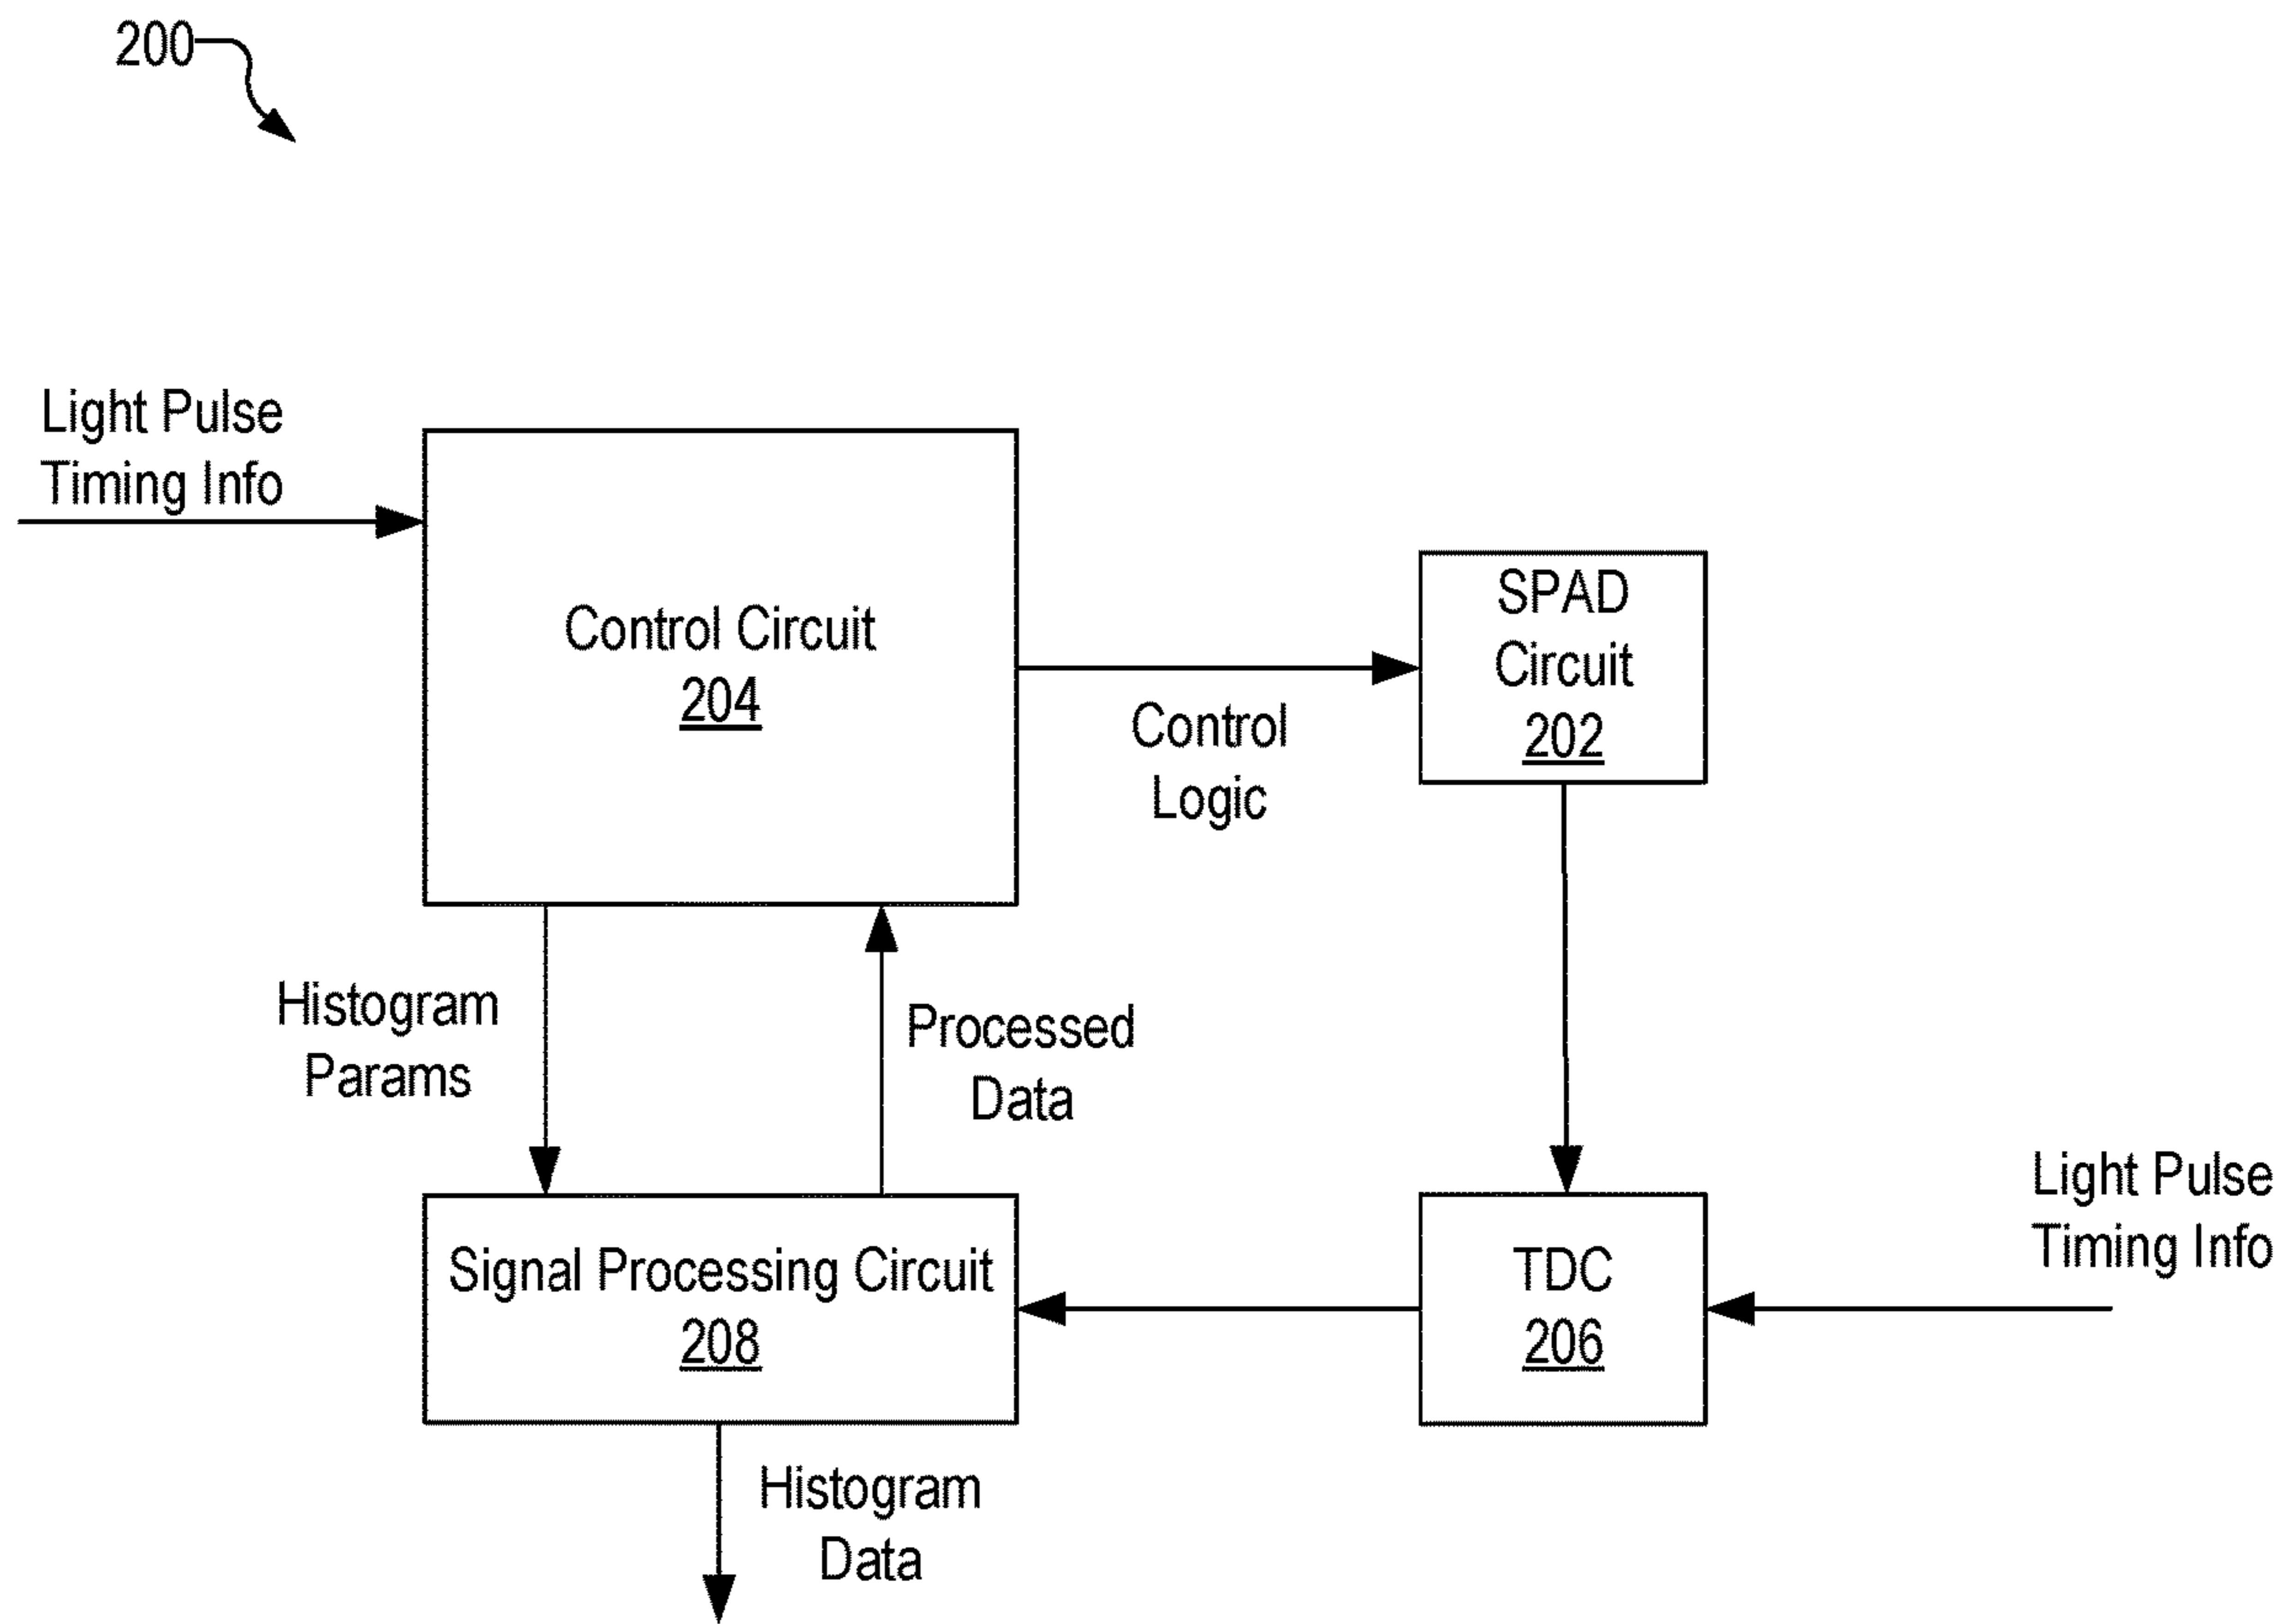 200
Light Pulse
Timing Info
Control Circuit
204
SPAD
Circuit
202
Control
Logic
Histogram
Params
Processed
Data
Light Pulse
Timing Info
Signal Processing Circuit
208
TDC
206
Histogram
Data